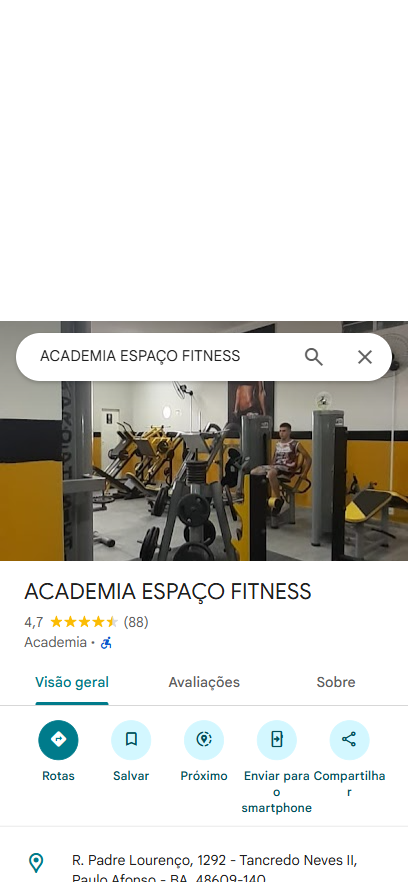 ACADEMIA ESPAÇO FITNESS
ACADEMIA ESPAÇO FITNESS
4,7 (88)
Academia ·
Visão geral Avaliações Sobre
Rotas Salvar Próximo Enviar para o smartphone Compartilhar
R. Padre Lourenço, 1292 - Tancredo Neves II,
Paulo Afonso - BA, 48609-140